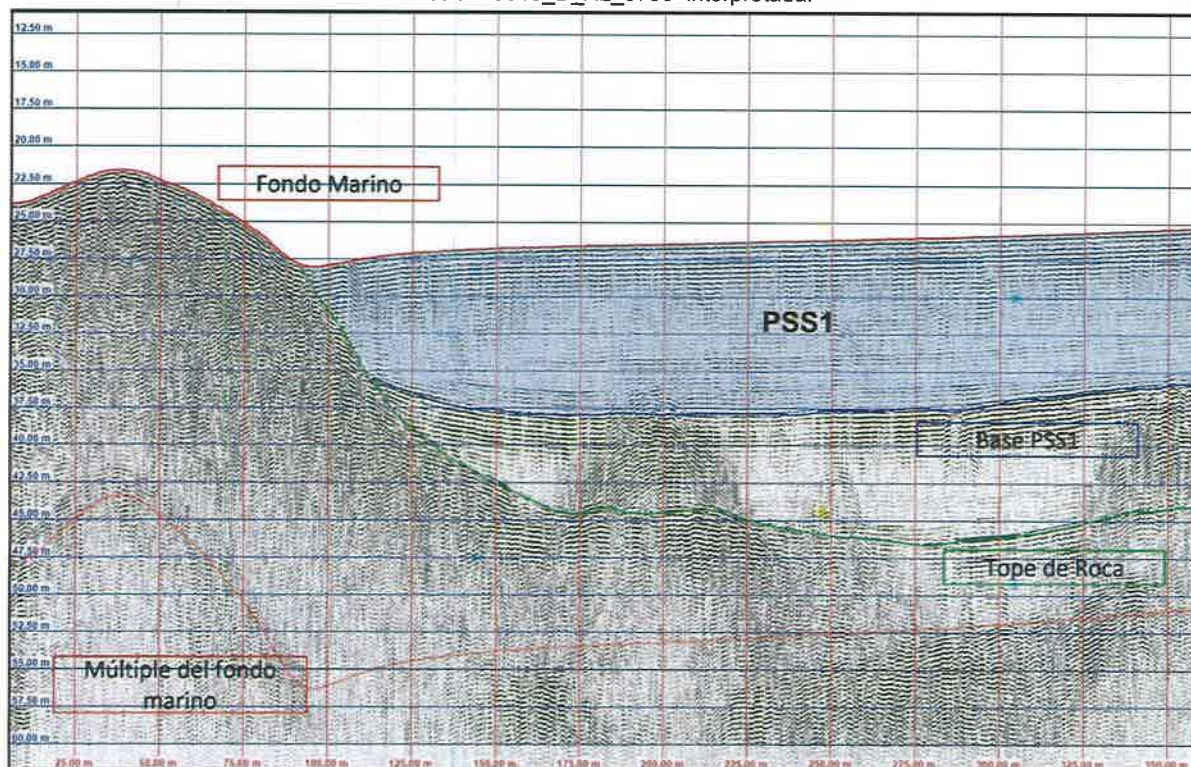 12.50 m
15.00 m
17.50 m
20.00 m
22.50 m
Fondo Marino
25.00 m
27.50 m
30.00 m
32.50 m
PSS1
35.00 m
37.50 m
40.00 m
Base PSS1
42.50 m
45.00 m
47.50 m
Tope de Roca
50.00 m
52.50 m
55.00 m
Múltiple del fondo
marino
57.50 m
60.00 m
25.00 m 50.00 m 75.00 m 100.00 m 125.00 m 150.00 m 175.00 m 200.00 m 225.00 m 250.00 m 275.00 m 300.00 m 325.00 m 350.00 m